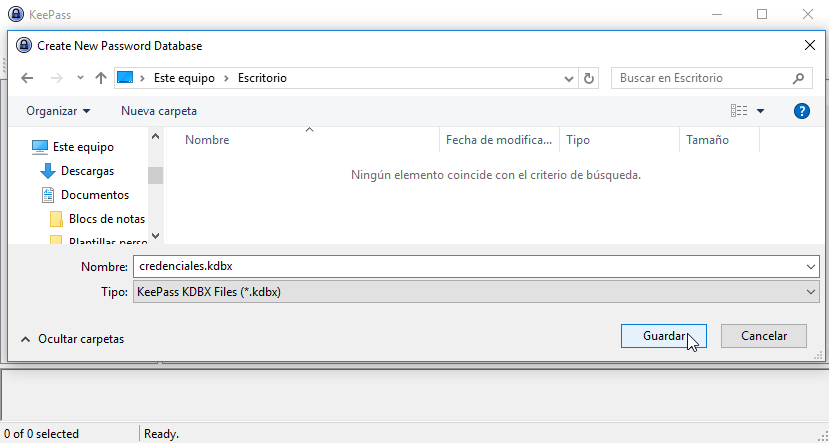 KeePass
Create New Password Database
Este equipo Escritorio
Buscar en Escritorio
Organizar Nueva carpeta
Nombre Fecha de modifica... Tipo Tamaño
Este equipo
Descargas
Documentos
Blocs de notas
Plantillas perso
Ningún elemento coincide con el criterio de búsqueda.
Nombre: credenciales.kdbx
Tipo: KeePass KDBX Files (*.kdbx)
Ocultar carpetas
Guardar Cancelar
0 of 0 selected Ready.